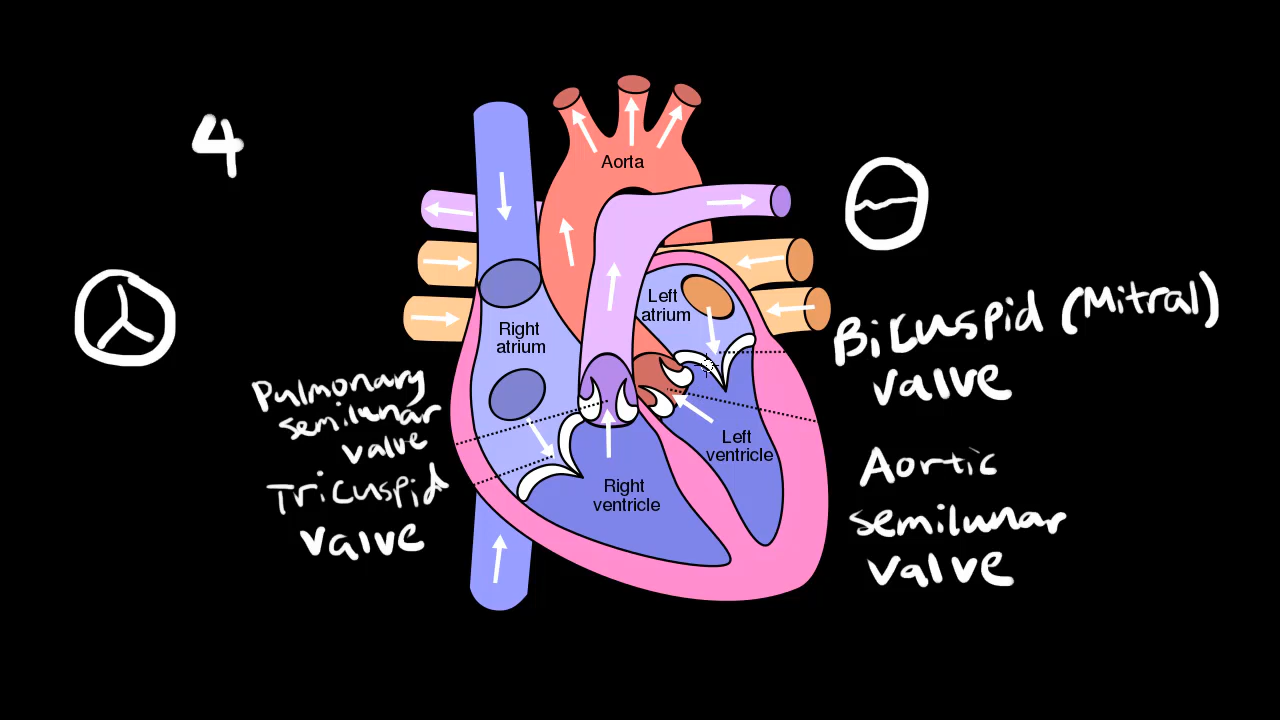 4
Aorta
Left
atrium
Right
atrium
Left
ventricle
Right
ventricle
Pulmonary
semilunar
valve
Tricuspid
valve
Bicuspid (Mitral)
valve
Aortic
semilunar
valve